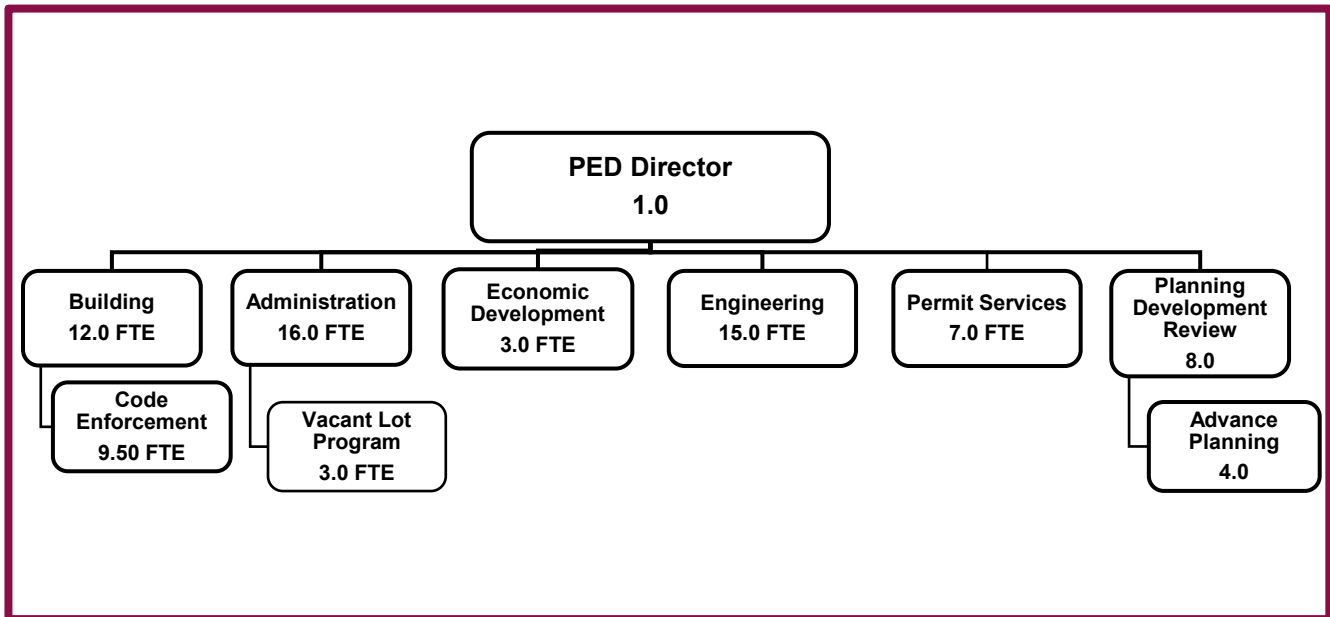 PED Director
1.0
Building
12.0 FTE
Administration
16.0 FTE
Economic
Development
3.0 FTE
Engineering
15.0 FTE
Permit Services
7.0 FTE
Planning
Development
Review
8.0
Code
Enforcement
9.50 FTE
Vacant Lot
Program
3.0 FTE
Advance
Planning
4.0